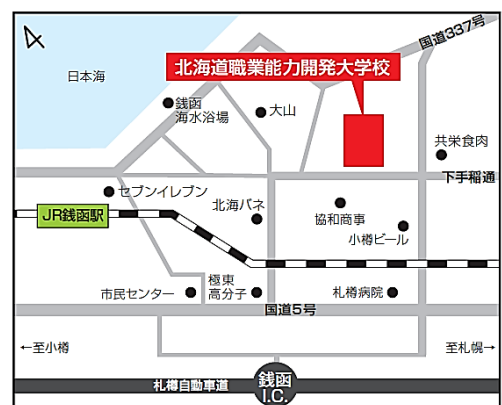 国道337号
北海道職業能力開発大学校
日本海
銭函
海水浴場
大山
共栄食肉
下手稲通
セブンイレブン
JR銭函駅
北海バネ
協和商事
小樽ビール
市民センター
極東
高分子
札樽病院
国道5号
←至小樽
至札幌→
札樽自動車道
銭函
I.C.